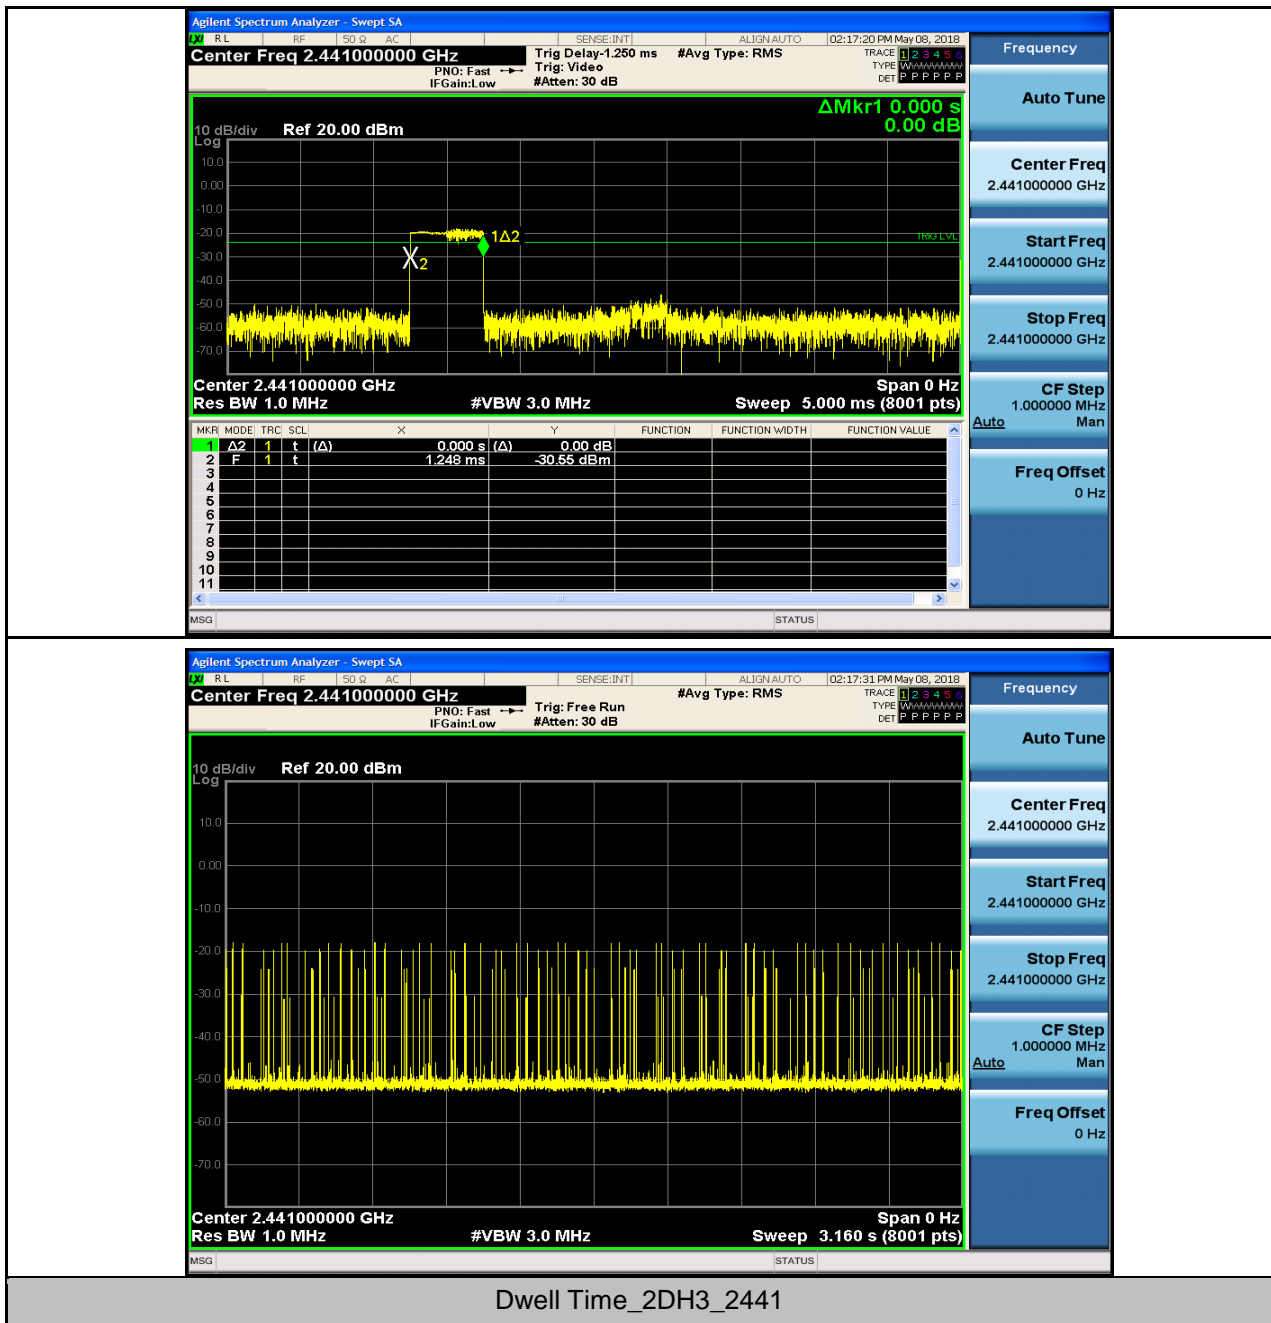 Agilent Spectrum Analyzer - Swept SA
LXI RL RF 50 Ω AC SENSE:INT ALIGN AUTO 02:17:20 PM May 08, 2018
Center Freq 2.441000000 GHz Trig Delay-1.250 ms #Avg Type: RMS TRACE 1 2 3 4 5 6
PNO: Fast Trig: Video TYPE
IFGain:Low #Atten: 30 dB DET P P P P P P
Frequency
Auto Tune
ΔMkr1 0.000 s
0.00 dB
10 dB/div Ref 20.00 dBm
Log
10.0
0.00
-10.0
-20.0
-30.0
-40.0
-50.0
-60.0
-70.0
1Δ2
X2
TRIG LVL
Center 2.441000000 GHz Span 0 Hz
Res BW 1.0 MHz #VBW 3.0 MHz Sweep 5.000 ms (8001 pts)
MKR MODE TRC SCL X Y FUNCTION FUNCTION WIDTH FUNCTION VALUE
1 Δ2 1 t (Δ) 0.000 s (Δ) 0.00 dB
2 F 1 t 1.248 ms -30.55 dBm
3
4
5
6
7
8
9
10
11
MSG STATUS
Center Freq
2.441000000 GHz
Start Freq
2.441000000 GHz
Stop Freq
2.441000000 GHz
CF Step
1.000000 MHz
Auto Man
Freq Offset
0 Hz
Agilent Spectrum Analyzer - Swept SA
LXI RL RF 50 Ω AC SENSE:INT ALIGN AUTO 02:17:31 PM May 08, 2018
Center Freq 2.441000000 GHz #Avg Type: RMS TRACE 1 2 3 4 5 6
PNO: Fast Trig: Free Run TYPE
IFGain:Low #Atten: 30 dB DET P P P P P P
Frequency
Auto Tune
10 dB/div Ref 20.00 dBm
Log
10.0
0.00
-10.0
-20.0
-30.0
-40.0
-50.0
-60.0
-70.0
Center 2.441000000 GHz Span 0 Hz
Res BW 1.0 MHz #VBW 3.0 MHz Sweep 3.160 s (8001 pts)
MSG STATUS
Center Freq
2.441000000 GHz
Start Freq
2.441000000 GHz
Stop Freq
2.441000000 GHz
CF Step
1.000000 MHz
Auto Man
Freq Offset
0 Hz
Dwell Time_2DH3_2441